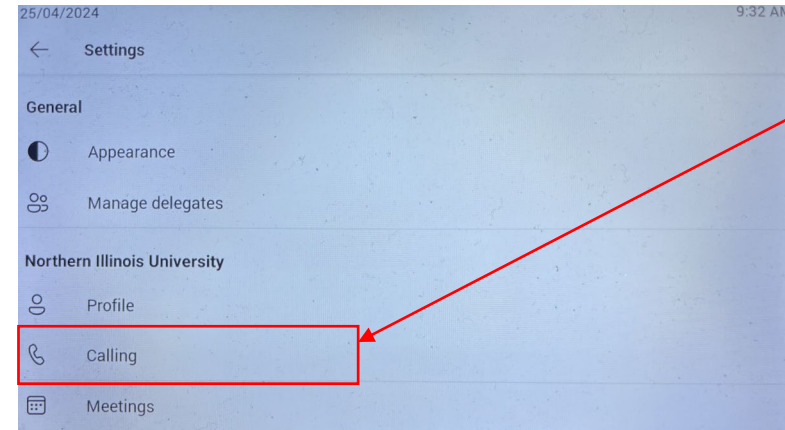 25/04/2024 9:32 AM
Settings
General
Appearance
Manage delegates
Northern Illinois University
Profile
Calling
Meetings